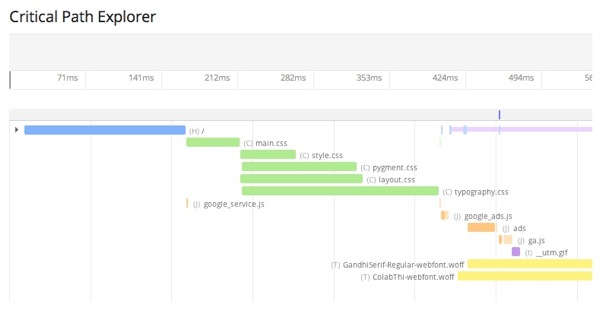 Critical Path Explorer
71ms 141ms 212ms 282ms 353ms 424ms 494ms 56
(H) /
(C) main.css
(C) style.css
(C) pygment.css
(C) layout.css
(C) typography.css
(J) google_service.js
(J) google_ads.js
(J) ads
(J) ga.js
(I) __utm.gif
(T) GandhiSerif-Regular-webfont.woff
(T) ColabThi-webfont.woff